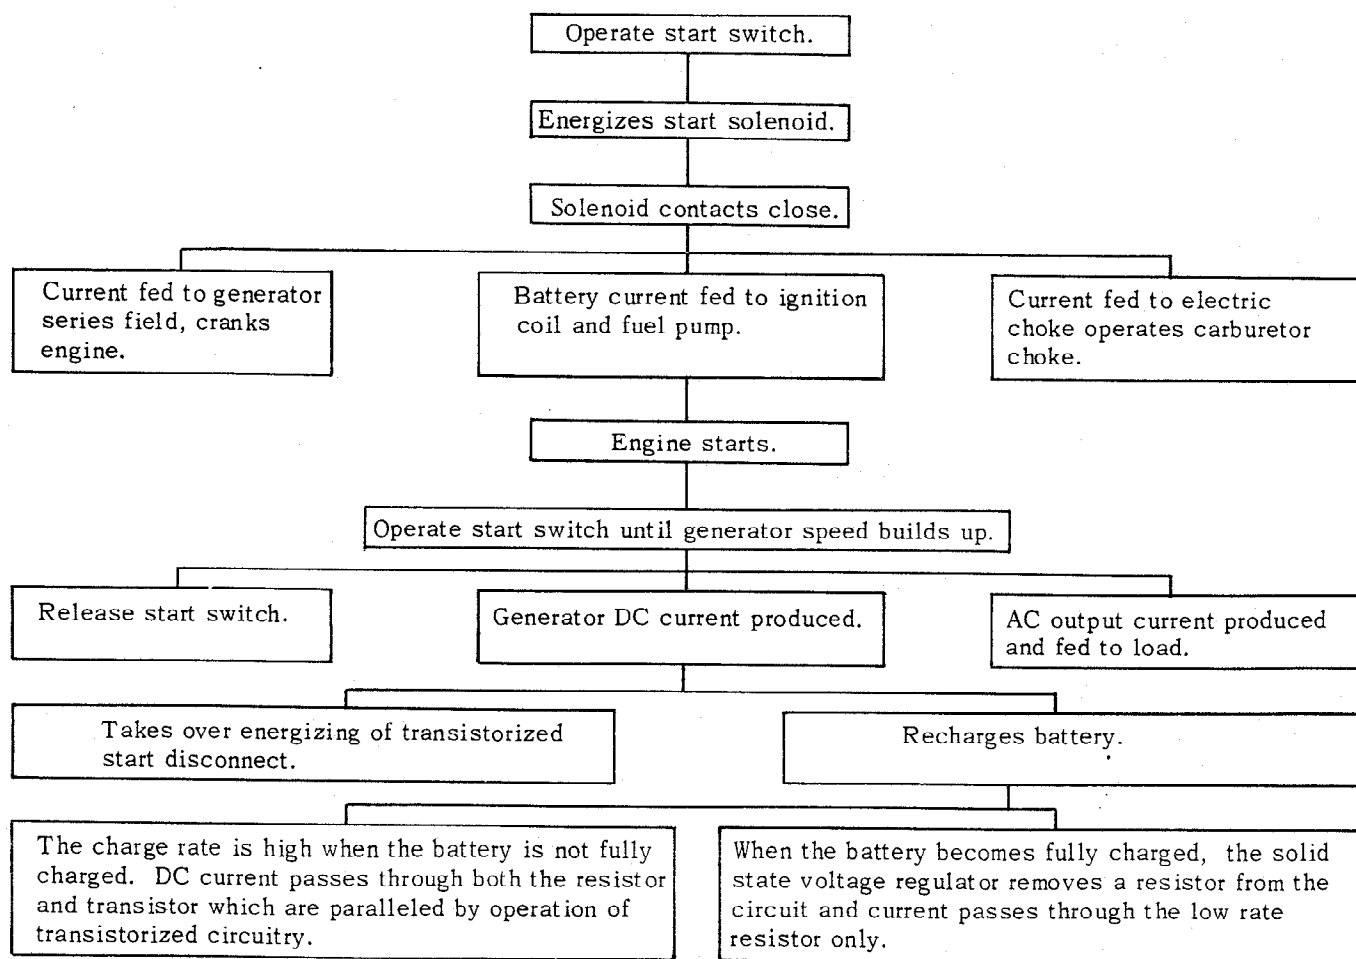 Operate start switch.
Energizes start solenoid.
Solenoid contacts close.
Current fed to generator
series field, cranks
engine.
Battery current fed to ignition
coil and fuel pump.
Current fed to electric
choke operates carburetor
choke.
Engine starts.
Operate start switch until generator speed builds up.
Release start switch.
Generator DC current produced.
AC output current produced
and fed to load.
Takes over energizing of transistorized
start disconnect.
Recharges battery.
The charge rate is high when the battery is not fully
charged. DC current passes through both the resistor
and transistor which are paralleled by operation of
transistorized circuitry.
When the battery becomes fully charged, the solid
state voltage regulator removes a resistor from the
circuit and current passes through the low rate
resistor only.